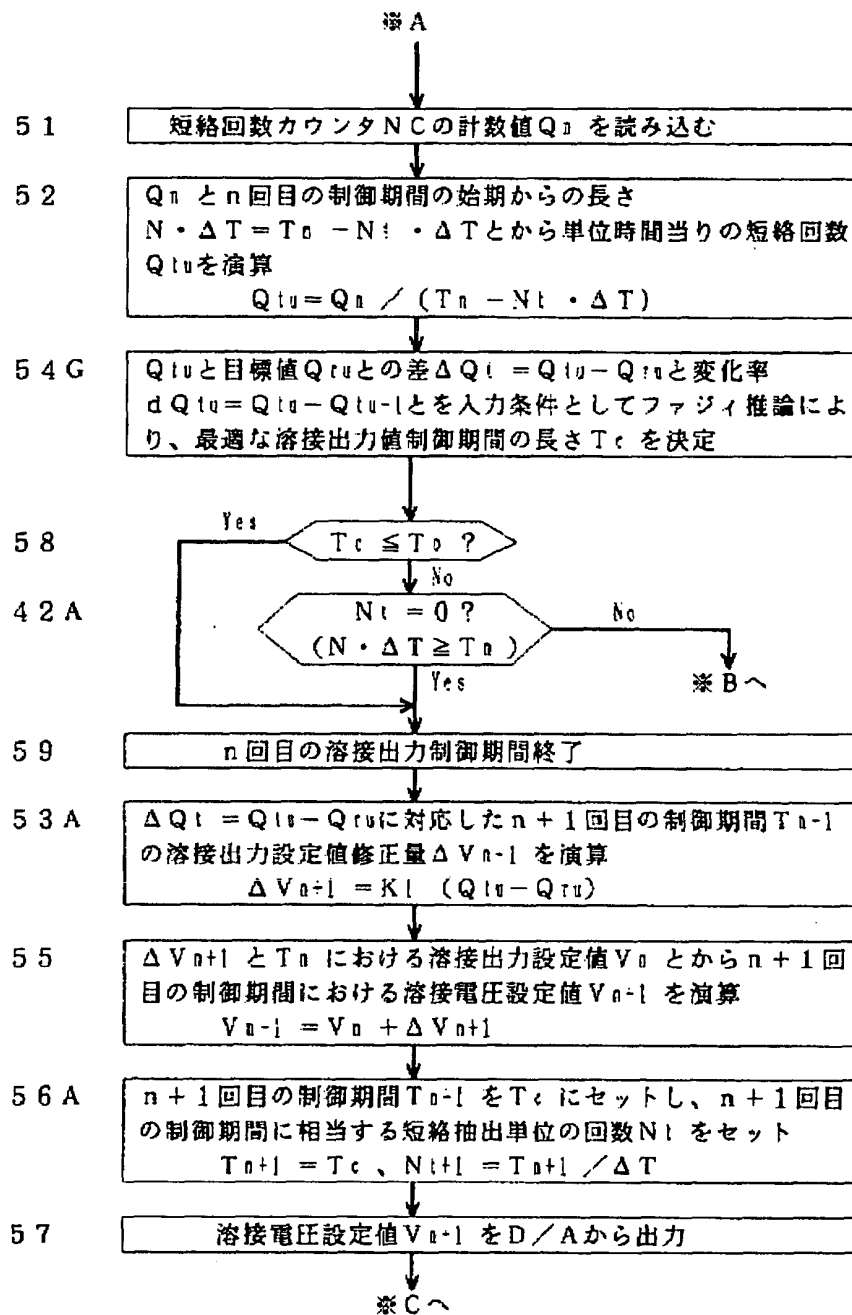 ※A
51 短絡回数カウンタNCの計数値Qn を読み込む
52 Qn とn回目の制御期間の始期からの長さ
N・ΔT=Tn −Nt ・ΔTとから単位時間当りの短絡回数
Qtuを演算
Qtu=Qn /(Tn −Nt ・ΔT)
54G Qtuと目標値Qruとの差ΔQt =Qtu−Qruと変化率
dQtu=Qtu−Qtu-1とを入力条件としてファジィ推論によ
り、最適な溶接出力値制御期間の長さTc を決定
Yes
58 Tc ≦Tn ?
No
42A Nt =0?
(N・ΔT≧Tn )
No
Yes
※Bへ
59 n回目の溶接出力制御期間終了
53A ΔQt =Qtu−Qruに対応したn+1回目の制御期間Tn+1
の溶接出力設定値修正量ΔVn+1 を演算
ΔVn+1 =K1 (Qtu−Qru)
55 ΔVn+1 とTn における溶接出力設定値Vn とからn+1回
目の制御期間における溶接電圧設定値Vn+1 を演算
Vn+1 =Vn +ΔVn+1
56A n+1回目の制御期間Tn+1 をTc にセットし、n+1回目
の制御期間に相当する短絡抽出単位の回数Nt をセット
Tn+1 =Tc 、Nt+1 =Tn+1 /ΔT
57 溶接電圧設定値Vn+1 をD/Aから出力
※Cへ